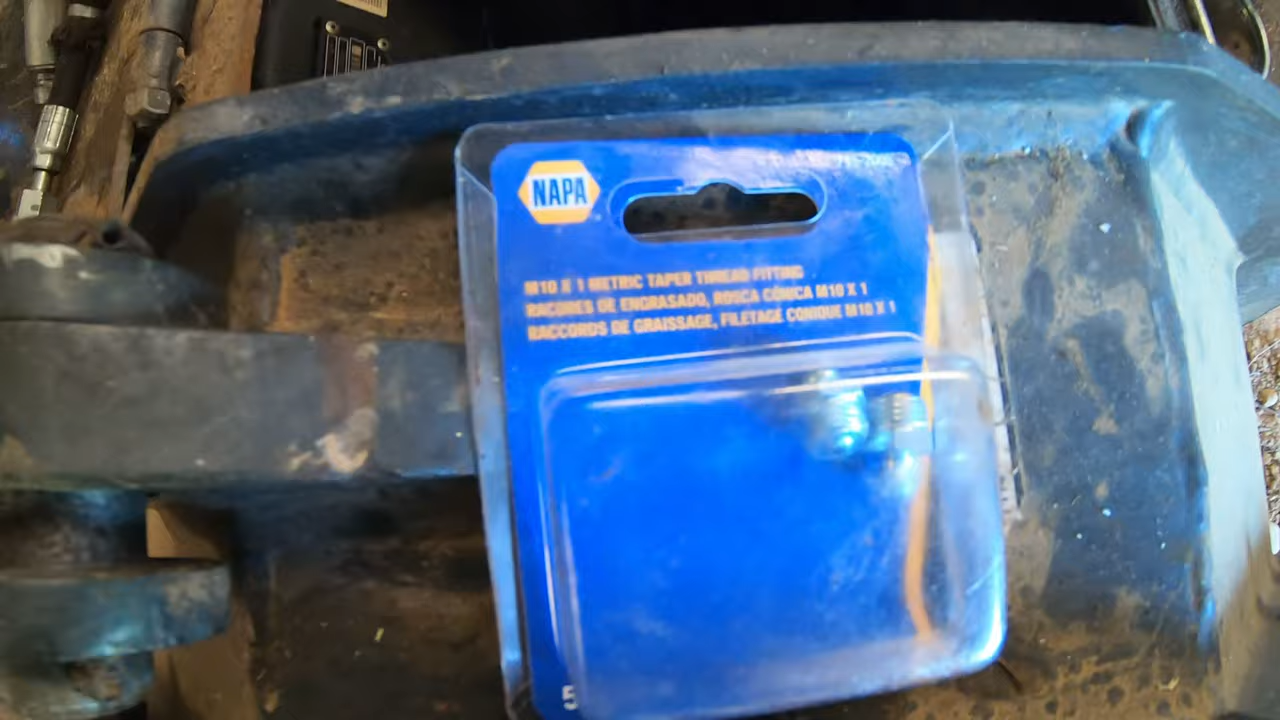 NAPA
M10 X 1 METRIC TAPER THREAD FITTING
RACORES DE ENGRASADO, ROSCA CÓNICA M10 X 1
RACCORDS DE GRAISSAGE, FILETAGE CONIQUE M10 X 1
5